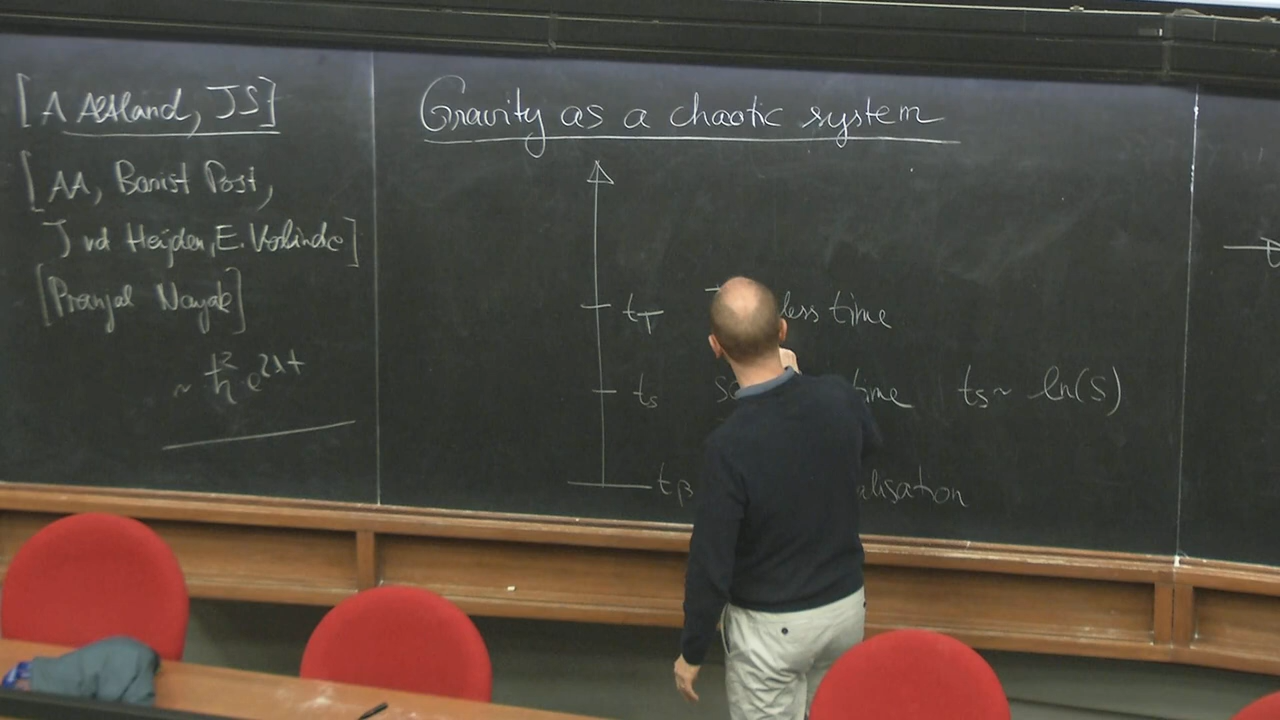 [A Altland, JS]
[AA, Boris Post,
J vd Heijden, E. Verlinde]
[Pranjal Nayak]
~ ħ² e^{2λt}
Gravity as a chaotic system
t_T less time
t_s time t_s ~ ln(S)
t_β alisation